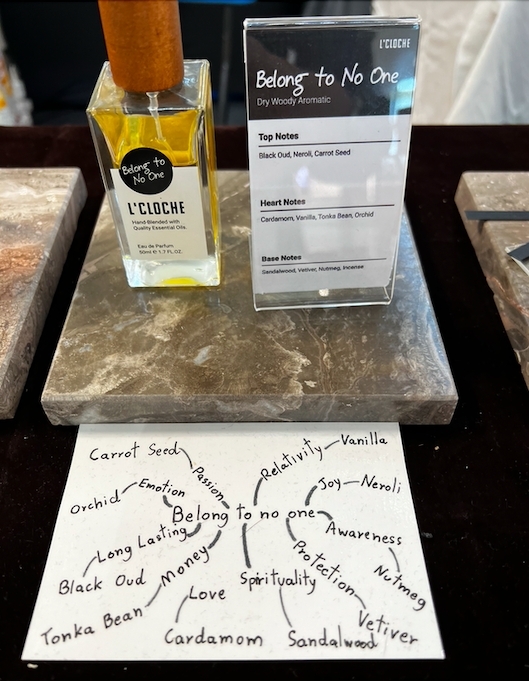 Belong to
No One
L'CLOCHE
Hand-Blended with
Quality Essential Oils
Eau de Parfum
50ml e 1.7 FL.OZ.
L'CLOCHE
Belong to No One
Dry Woody Aromatic
Top Notes
Black Oud, Neroli, Carrot Seed
Heart Notes
Cardamom, Vanilla, Tonka Bean, Orchid
Base Notes
Sandalwood, Vetiver, Nutmeg, Incense
Carrot Seed
Passion
Relativity
Vanilla
Orchid
Emotion
Joy
Neroli
Belong to no one
Long Lasting
Black Oud
Awareness
Nutmeg
Money
Tonka Bean
Love
Cardamom
Spirituality
Sandalwood
Protection
Vetiver